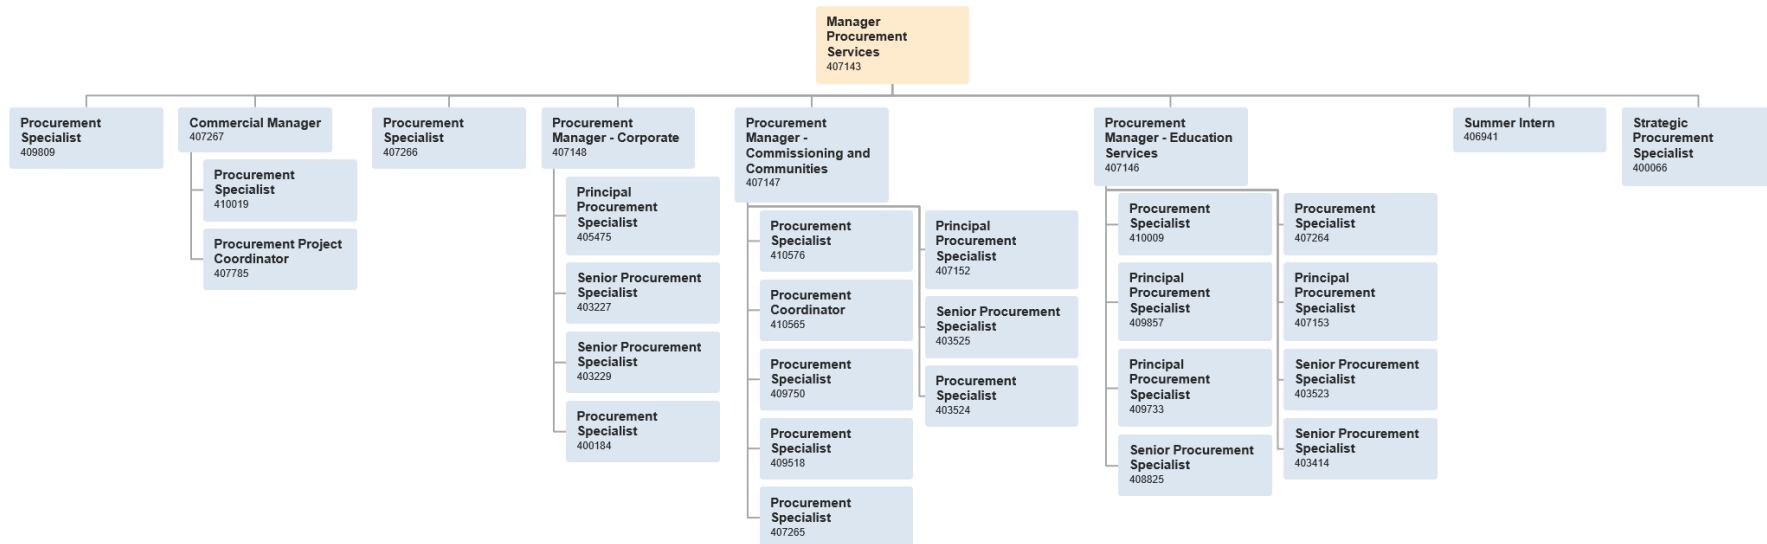 Manager
Procurement
Services
407143
Procurement
Specialist
409809
Commercial Manager
407267
Procurement
Specialist
410019
Procurement Project
Coordinator
407785
Procurement
Specialist
407266
Procurement
Manager - Corporate
407148
Principal
Procurement
Specialist
405475
Senior Procurement
Specialist
403227
Senior Procurement
Specialist
403229
Procurement
Specialist
400184
Procurement
Manager -
Commissioning and
Communities
407147
Procurement
Specialist
410576
Procurement
Coordinator
410565
Procurement
Specialist
409750
Procurement
Specialist
409518
Procurement
Specialist
407265
Principal
Procurement
Specialist
407152
Senior Procurement
Specialist
403525
Procurement
Specialist
403524
Procurement
Manager - Education
Services
407146
Procurement
Specialist
410009
Principal
Procurement
Specialist
409857
Principal
Procurement
Specialist
409733
Senior Procurement
Specialist
408825
Procurement
Specialist
407264
Principal
Procurement
Specialist
407153
Senior Procurement
Specialist
403523
Senior Procurement
Specialist
403414
Summer Intern
406941
Strategic
Procurement
Specialist
400066